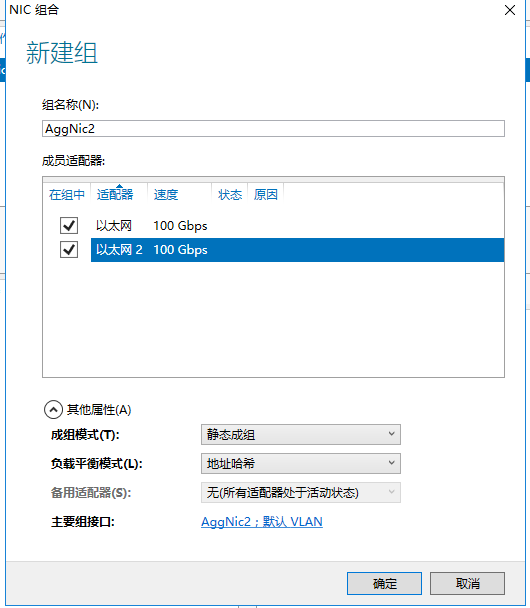 NIC 组合
新建组
组名称(N):
AggNic2
成员适配器:
在组中 适配器 速度 状态 原因
以太网 100 Gbps
以太网 2 100 Gbps
其他属性(A)
成组模式(T): 静态成组
负载平衡模式(L): 地址哈希
备用适配器(S): 无(所有适配器处于活动状态)
主要组接口: AggNic2 ; 默认 VLAN
确定 取消